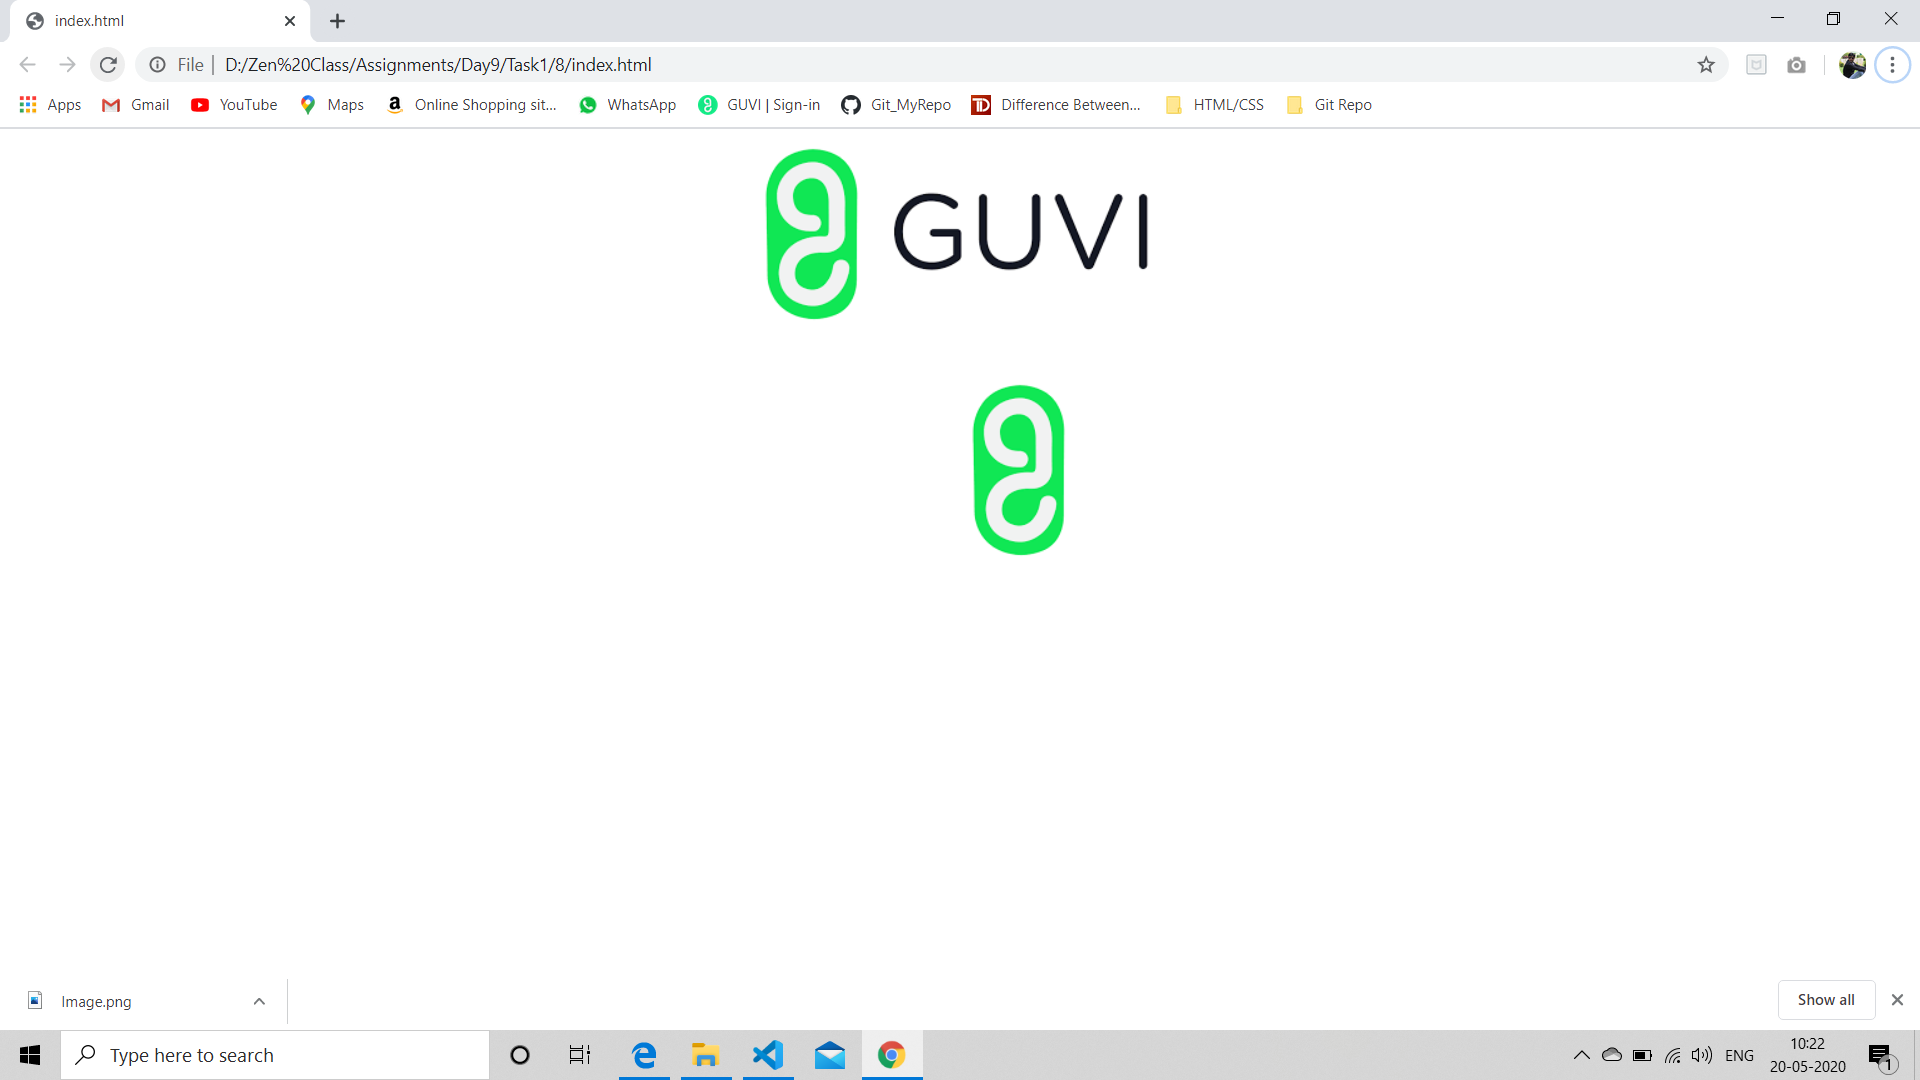 index.html
File | D:/Zen%20Class/Assignments/Day9/Task1/8/index.html
Apps Gmail YouTube Maps Online Shopping sit... WhatsApp GUVI | Sign-in Git_MyRepo Difference Between... HTML/CSS Git Repo
GUVI
Image.png
Show all
Type here to search
ENG
10:22
20-05-2020
1